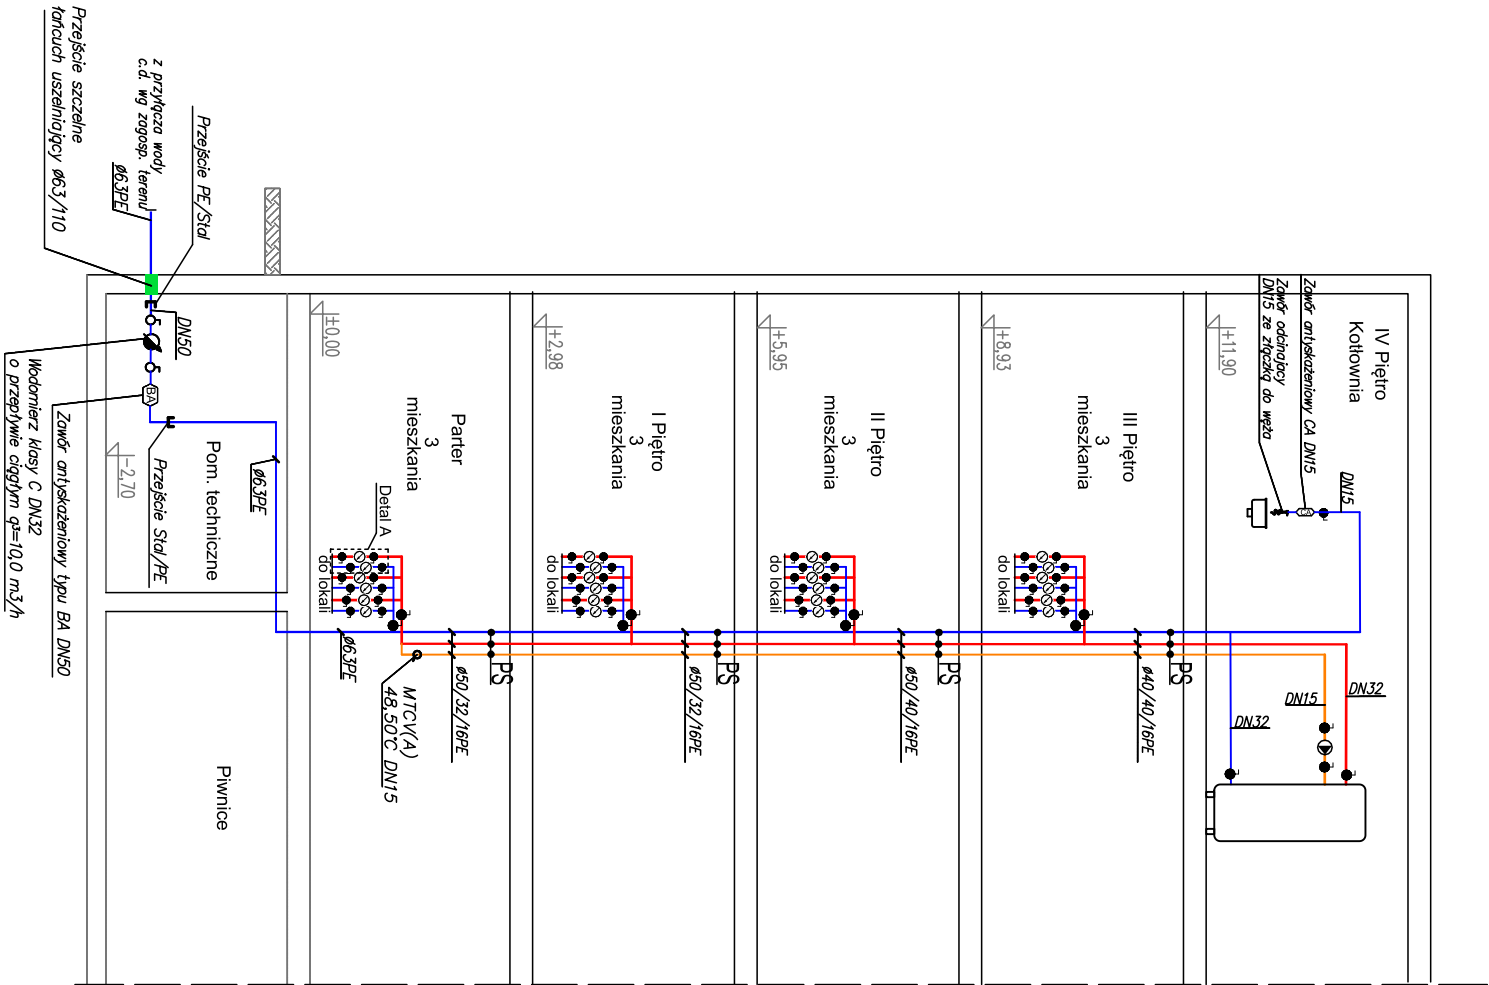 IV Piętro
Kotłownia
Zawór antyskażeniowy CA DN15
Zawór odcinający
DN15 ze złączką do węża
DN15
CA
+11,90
DN32
DN15
DN32
PS
III Piętro
3
mieszkania
+8,93
do lokali
ø40/40/16PE
PS
II Piętro
3
mieszkania
+5,95
do lokali
ø50/40/16PE
PS
I Piętro
3
mieszkania
+2,98
do lokali
ø50/32/16PE
PS
Parter
3
mieszkania
±0,00
Detal A
do lokali
ø50/32/16PE
MTCV(A)
48,50°C DN15
ø63PE
ø63PE
Pom. techniczne
Piwnice
-2,70
Przejście PE/Stal
DN50
BA
Przejście Stal/PE
z przyłącza wody
c.d. wg zagosp. terenu
ø63PE
Przejście szczelne
łańcuch uszelniający ø63/110
Zawór antyskażeniowy typu BA DN50
Wodomierz klasy C DN32
o przepływie ciągłym q3=10,0 m3/h